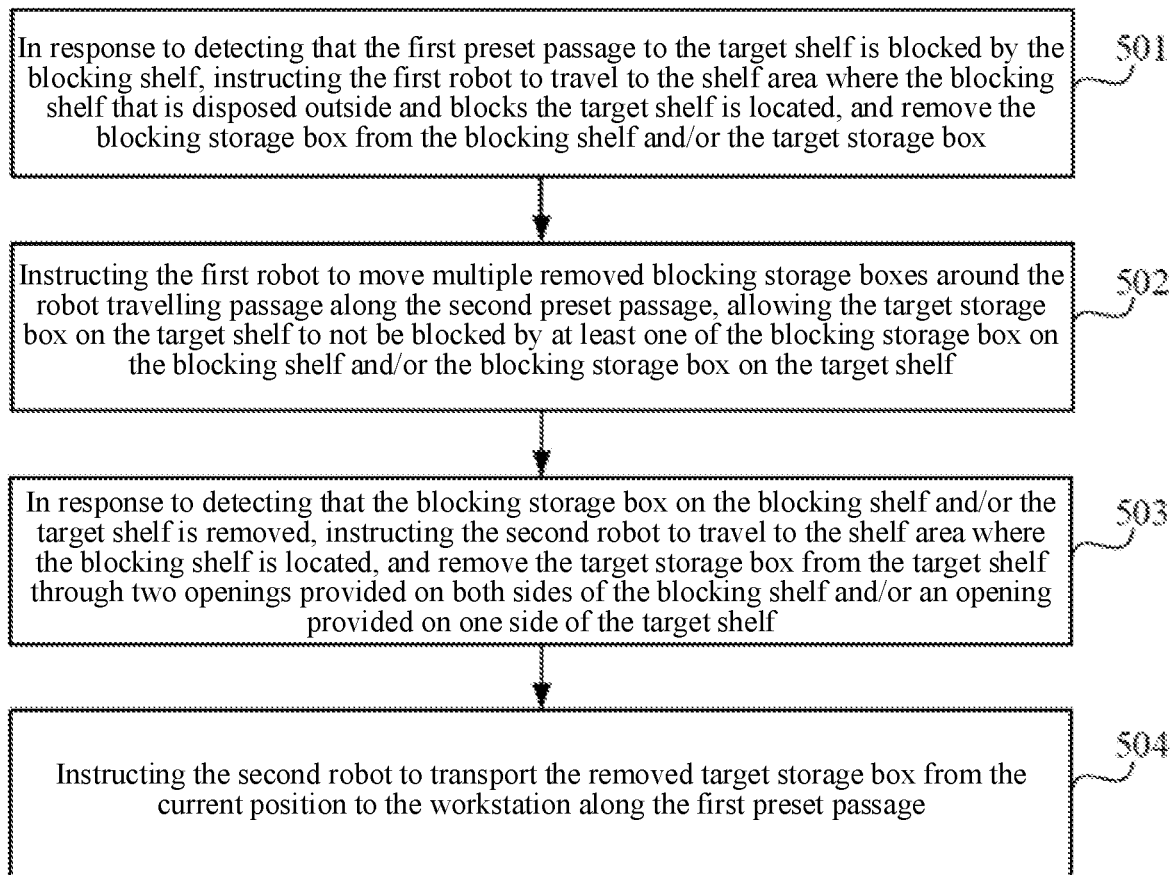 In response to detecting that the first preset passage to the target shelf is blocked by the
blocking shelf, instructing the first robot to travel to the shelf area where the blocking
shelf that is disposed outside and blocks the target shelf is located, and remove the
blocking storage box from the blocking shelf and/or the target storage box
501
Instructing the first robot to move multiple removed blocking storage boxes around the
robot travelling passage along the second preset passage, allowing the target storage
box on the target shelf to not be blocked by at least one of the blocking storage box on
the blocking shelf and/or the blocking storage box on the target shelf
502
In response to detecting that the blocking storage box on the blocking shelf and/or the
target shelf is removed, instructing the second robot to travel to the shelf area where
the blocking shelf is located, and remove the target storage box from the target shelf
through two openings provided on both sides of the blocking shelf and/or an opening
provided on one side of the target shelf
503
Instructing the second robot to transport the removed target storage box from the
current position to the workstation along the first preset passage
504